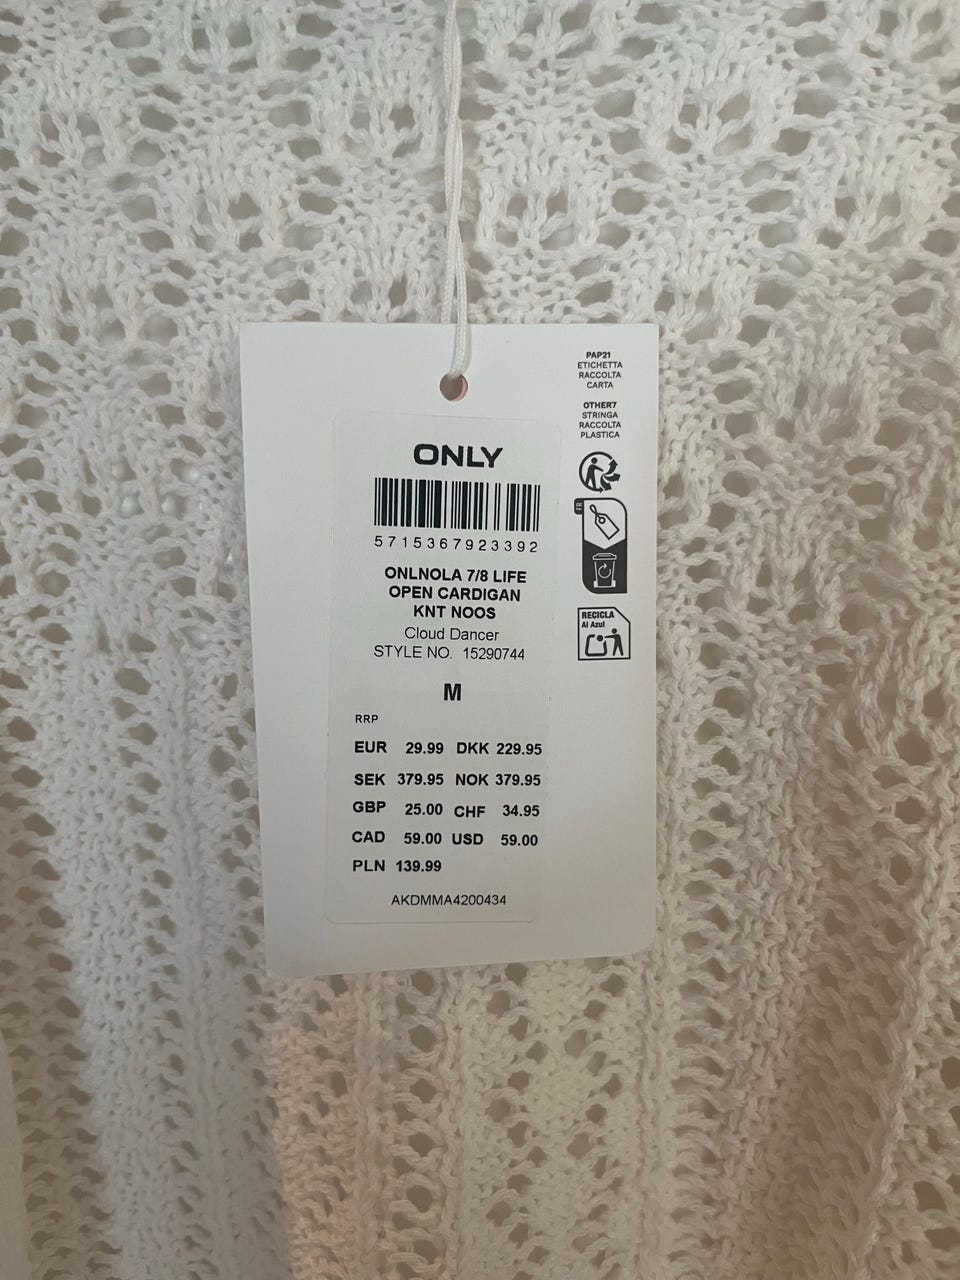 PAP21
ETICHETTA
RACCOLTA
CARTA
OTHER7
STRINGA
RACCOLTA
PLASTICA
ONLY
5715367923392
FR
ONLNOLA 7/8 LIFE
OPEN CARDIGAN
KNT NOOS
Cloud Dancer
STYLE NO. 15290744
RECICLA
Al Azul
M
RRP
EUR 29.99 DKK 229.95
SEK 379.95 NOK 379.95
GBP 25.00 CHF 34.95
CAD 59.00 USD 59.00
PLN 139.99
AKDMMA4200434